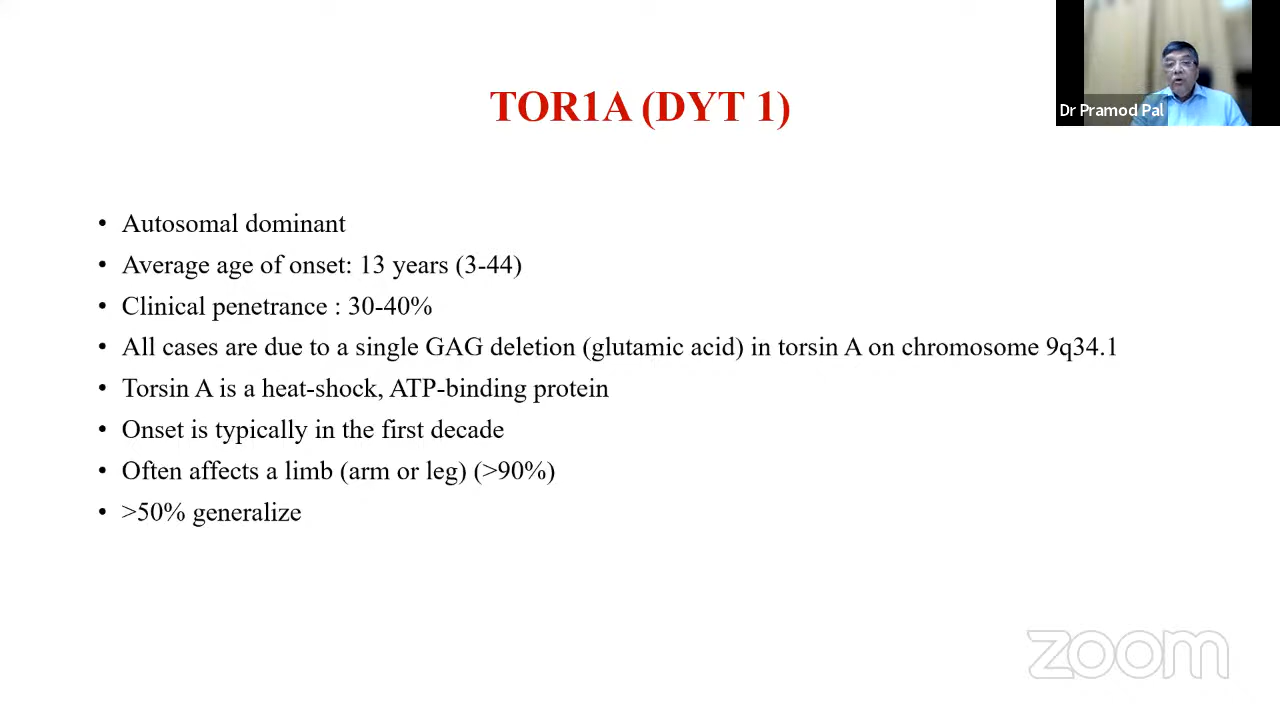 Dr Pramod Pal
TOR1A (DYT 1)
• Autosomal dominant
• Average age of onset: 13 years (3-44)
• Clinical penetrance : 30-40%
• All cases are due to a single GAG deletion (glutamic acid) in torsin A on chromosome 9q34.1
• Torsin A is a heat-shock, ATP-binding protein
• Onset is typically in the first decade
• Often affects a limb (arm or leg) (>90%)
• >50% generalize
zoom